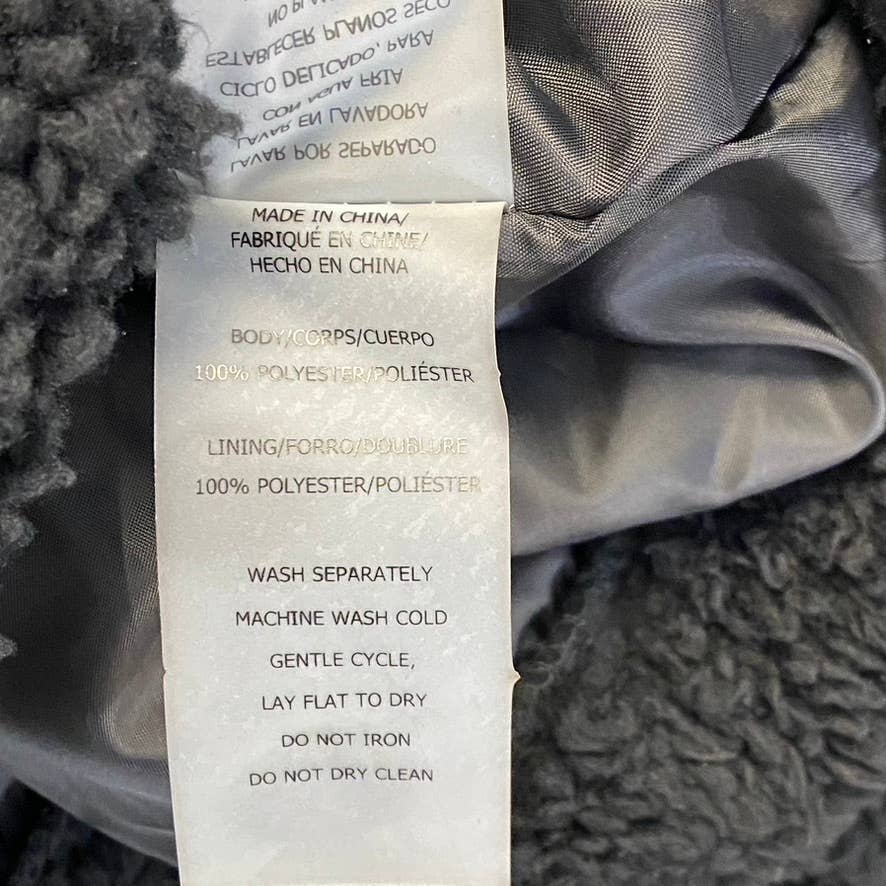 LAVAR POR SEPARADO
LAVAR EN LAVADORA
CON AGUA FRIA
CICLO DELICADO, PARA
ESTABLECER PLANOS SECO
NO
MADE IN CHINA/
FABRIQUÉ EN CHINE/
HECHO EN CHINA
BODY/CORPS/CUERPO
100% POLYESTER/POLIÉSTER
LINING/FORRO/DOUBLURE
100% POLYESTER/POLIÉSTER
WASH SEPARATELY
MACHINE WASH COLD
GENTLE CYCLE,
LAY FLAT TO DRY
DO NOT IRON
DO NOT DRY CLEAN